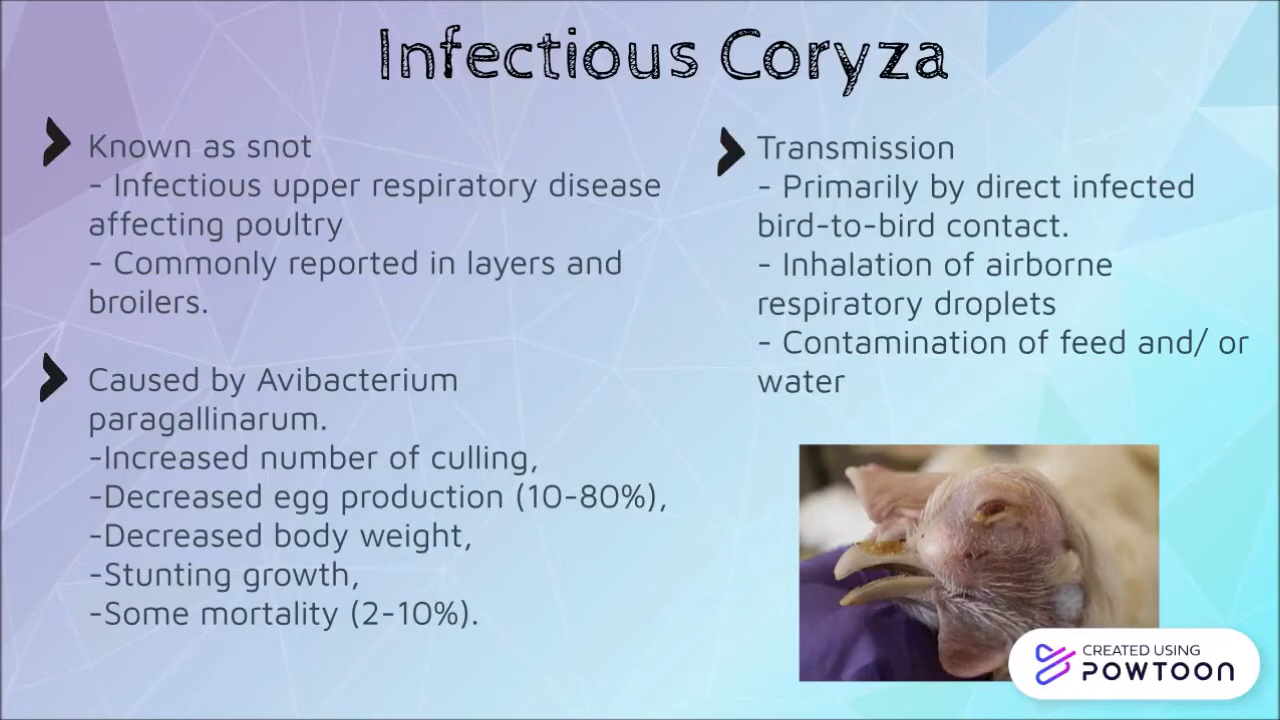 Infectious Coryza
Known as snot
- Infectious upper respiratory disease
affecting poultry
- Commonly reported in layers and
broilers.
Caused by Avibacterium
paragallinarum.
-Increased number of culling,
-Decreased egg production (10-80%),
-Decreased body weight,
-Stunting growth,
-Some mortality (2-10%).
Transmission
- Primarily by direct infected
bird-to-bird contact.
- Inhalation of airborne
respiratory droplets
- Contamination of feed and/ or
water
CREATED USING
POWTOON